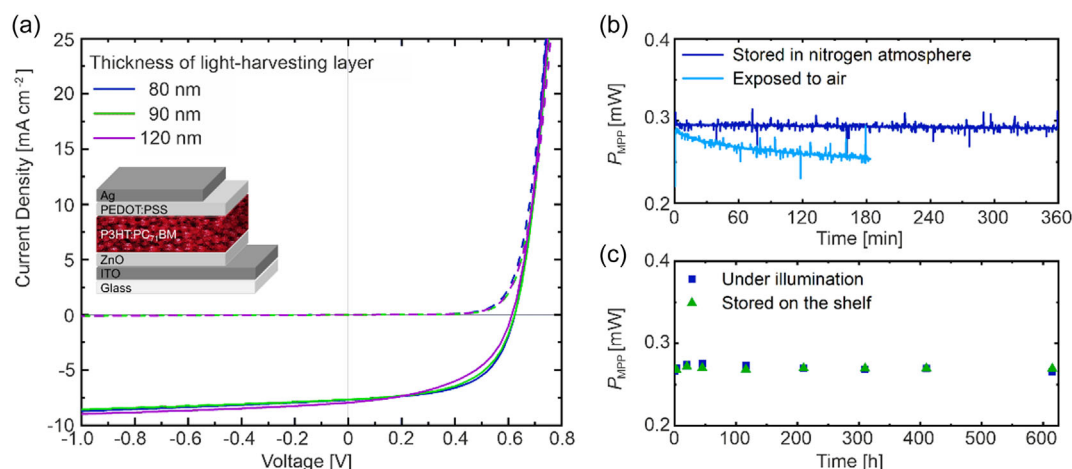 (a)
25
20
15
10
5
0
-5
-10
Current Density [mA cm⁻²]
Thickness of light-harvesting layer
80 nm
90 nm
120 nm
Ag
PEDOT:PSS
P3HT:PC₇₁BM
ZnO
ITO
Glass
-1.0 -0.8 -0.6 -0.4 -0.2 0 0.2 0.4 0.6 0.8
Voltage [V]
(b)
0.4
0.3
0.2
P_MPP [mW]
Stored in nitrogen atmosphere
Exposed to air
0 60 120 180 240 300 360
Time [min]
(c)
0.4
0.3
0.2
P_MPP [mW]
Under illumination
Stored on the shelf
0 100 200 300 400 500 600
Time [h]